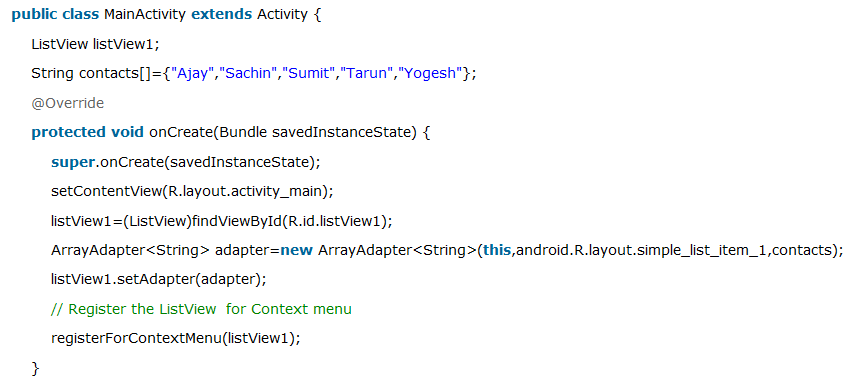 public class MainActivity extends Activity {
ListView listView1;
String contacts[]={"Ajay","Sachin","Sumit","Tarun","Yogesh"};
@Override
protected void onCreate(Bundle savedInstanceState) {
super.onCreate(savedInstanceState);
setContentView(R.layout.activity_main);
listView1=(ListView)findViewById(R.id.listView1);
ArrayAdapter<String> adapter=new ArrayAdapter<String>(this,android.R.layout.simple_list_item_1,contacts);
listView1.setAdapter(adapter);
// Register the ListView  for Context menu
registerForContextMenu(listView1);
}